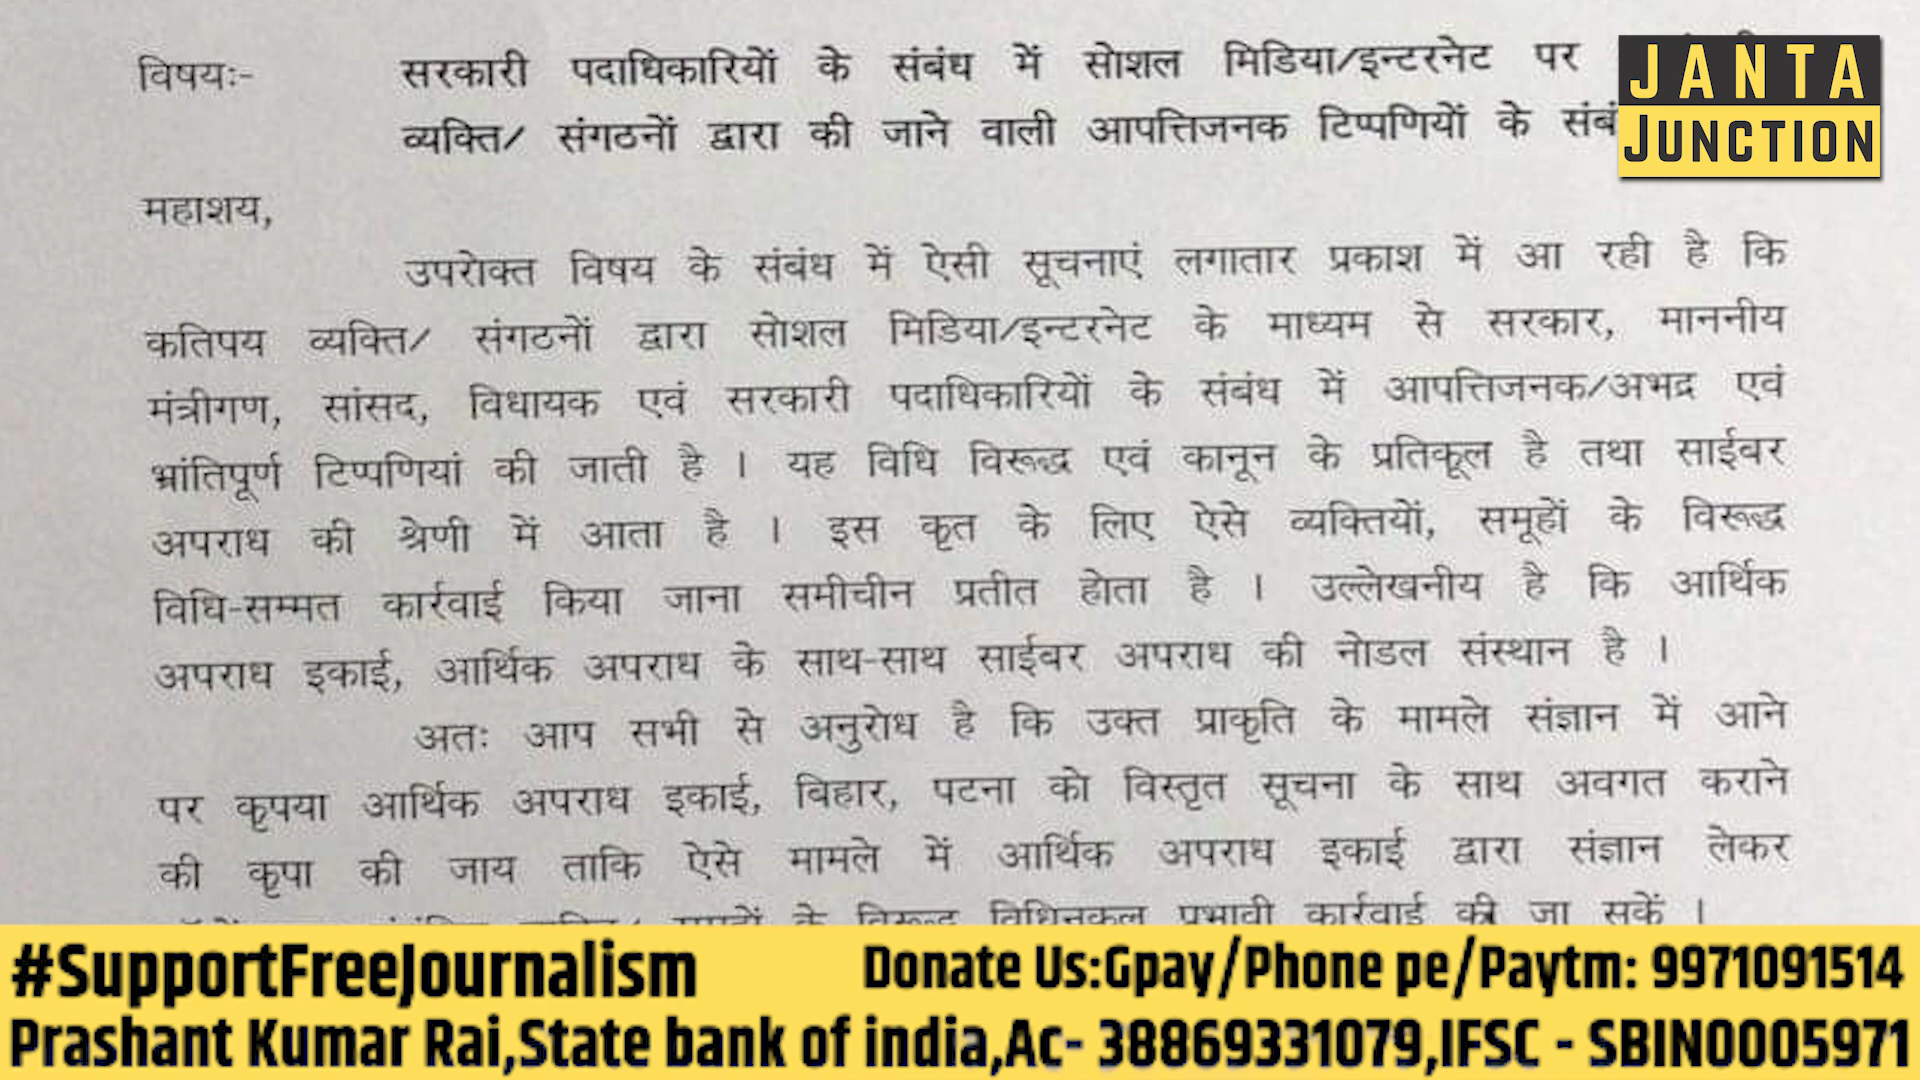 विषयः- सरकारी पदाधिकारियों के संबंध में सोशल मिडिया/इन्टरनेट पर
व्यक्ति/ संगठनों द्वारा की जाने वाली आपत्तिजनक टिप्पणियों के संबं
JANTA
JUNCTION
महाशय,
उपरोक्त विषय के संबंध में ऐसी सूचनाएं लगातार प्रकाश में आ रही है कि
कतिपय व्यक्ति/ संगठनों द्वारा सोशल मिडिया/इन्टरनेट के माध्यम से सरकार, माननीय
मंत्रीगण, सांसद, विधायक एवं सरकारी पदाधिकारियों के संबंध में आपत्तिजनक/अभद्र एवं
भ्रांतिपूर्ण टिप्पणियां की जाती है । यह विधि विरूद्ध एवं कानून के प्रतिकूल है तथा साईबर
अपराध की श्रेणी में आता है । इस कृत के लिए ऐसे व्यक्तियों, समूहों के विरूद्ध
विधि-सम्मत कार्रवाई किया जाना समीचीन प्रतीत होता है । उल्लेखनीय है कि आर्थिक
अपराध इकाई, आर्थिक अपराध के साथ-साथ साईबर अपराध की नोडल संस्थान है ।
अतः आप सभी से अनुरोध है कि उक्त प्राकृति के मामले संज्ञान में आने
पर कृपया आर्थिक अपराध इकाई, बिहार, पटना को विस्तृत सूचना के साथ अवगत कराने
की कृपा की जाय ताकि ऐसे मामले में आर्थिक अपराध इकाई द्वारा संज्ञान लेकर
के विरूद्ध विधिनुकूल प्रभावी कार्रवाई की जा सकें ।
#SupportFreeJournalism Donate Us:Gpay/Phone pe/Paytm: 9971091514
Prashant Kumar Rai,State bank of india,Ac- 38869331079,IFSC - SBIN0005971